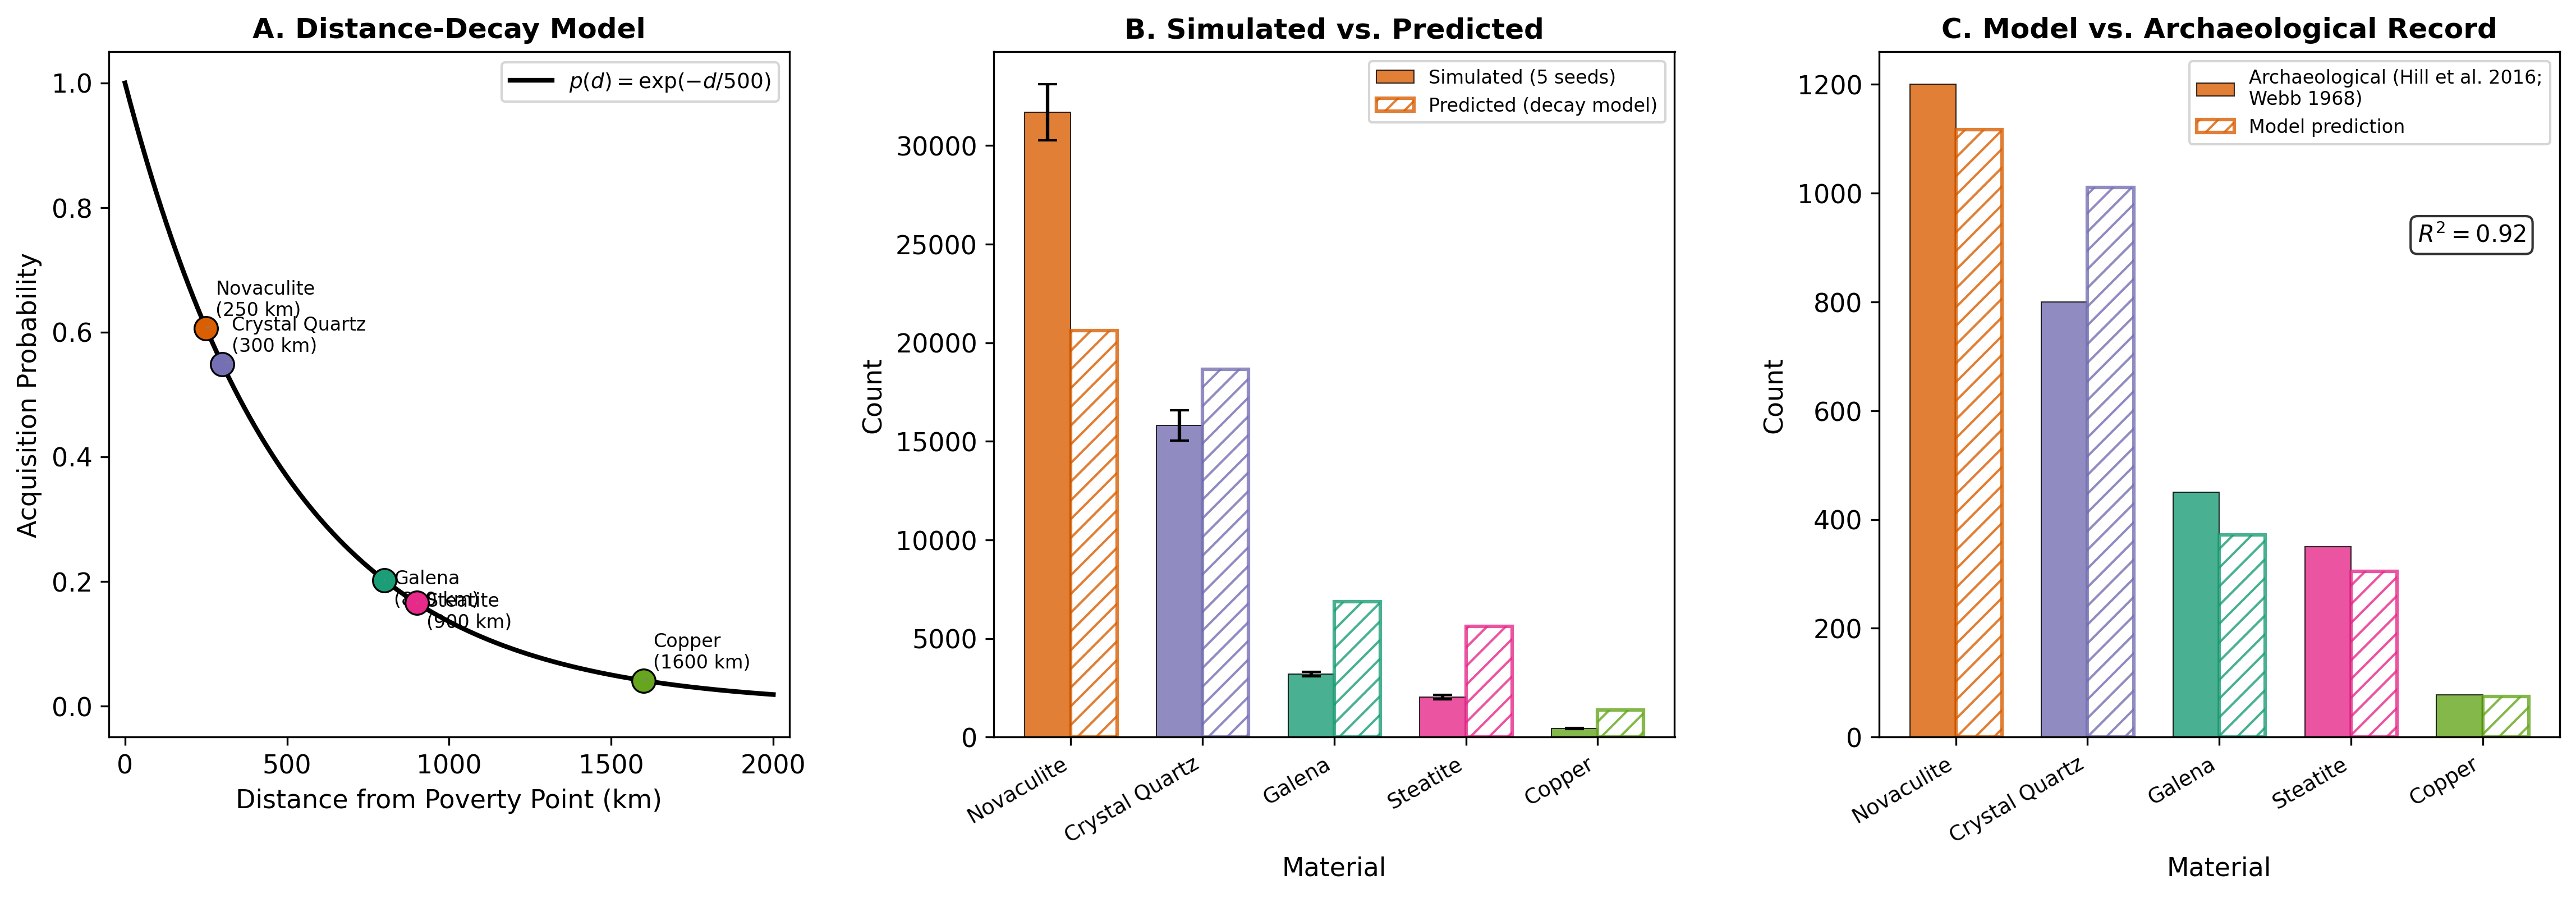 A. Distance-Decay Model
p(d) = exp(−d/500)
Acquisition Probability
1.0
0.8
0.6
0.4
0.2
0.0
Novaculite
(250 km)
Crystal Quartz
(300 km)
Galena
(800 km)
Steatite
(900 km)
Copper
(1600 km)
0 500 1000 1500 2000
Distance from Poverty Point (km)
B. Simulated vs. Predicted
Simulated (5 seeds)
Predicted (decay model)
Count
30000
25000
20000
15000
10000
5000
0
Novaculite
Crystal Quartz
Galena
Steatite
Copper
Material
C. Model vs. Archaeological Record
Archaeological (Hill et al. 2016;
Webb 1968)
Model prediction
R² = 0.92
Count
1200
1000
800
600
400
200
0
Novaculite
Crystal Quartz
Galena
Steatite
Copper
Material